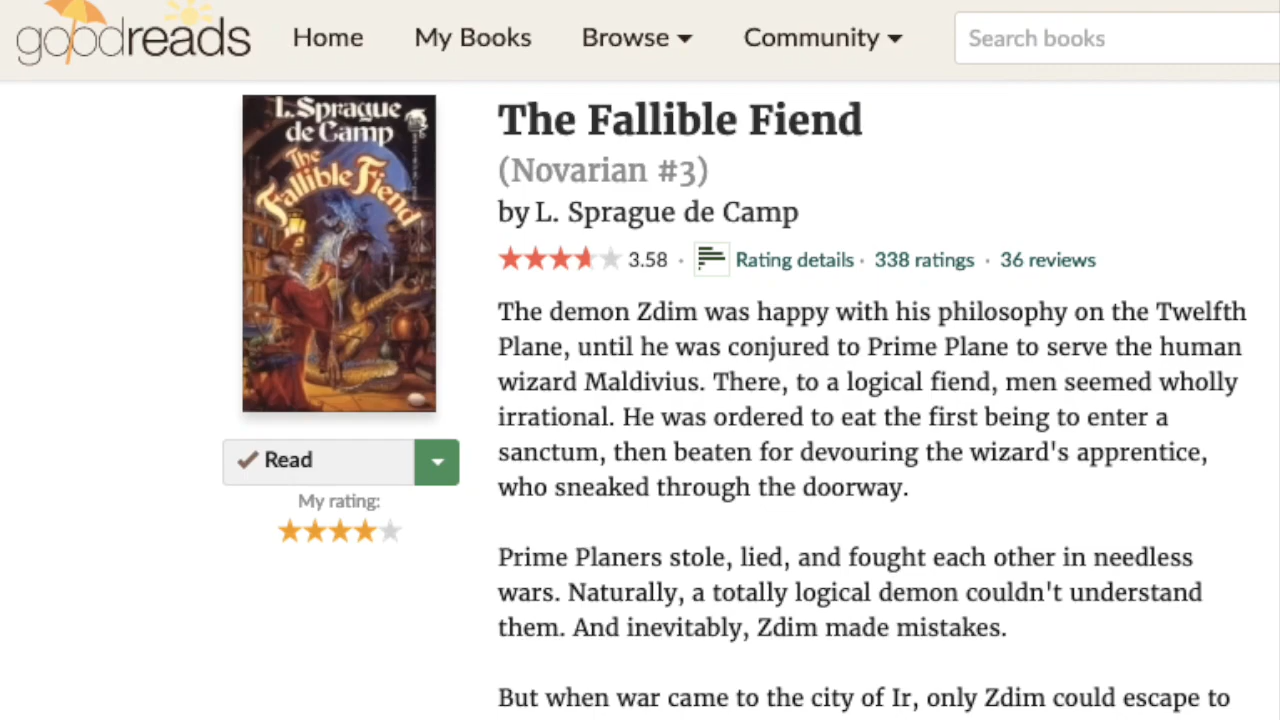 goodreads
Home
My Books
Browse
Community
Search books
L. Sprague
de Camp
The
Fallible Fiend
The Fallible Fiend
(Novarian #3)
by L. Sprague de Camp
3.58 · Rating details · 338 ratings · 36 reviews
The demon Zdim was happy with his philosophy on the Twelfth
Plane, until he was conjured to Prime Plane to serve the human
wizard Maldivius. There, to a logical fiend, men seemed wholly
irrational. He was ordered to eat the first being to enter a
sanctum, then beaten for devouring the wizard's apprentice,
who sneaked through the doorway.
Prime Planers stole, lied, and fought each other in needless
wars. Naturally, a totally logical demon couldn't understand
them. And inevitably, Zdim made mistakes.
But when war came to the city of Ir, only Zdim could escape to
Read
My rating: